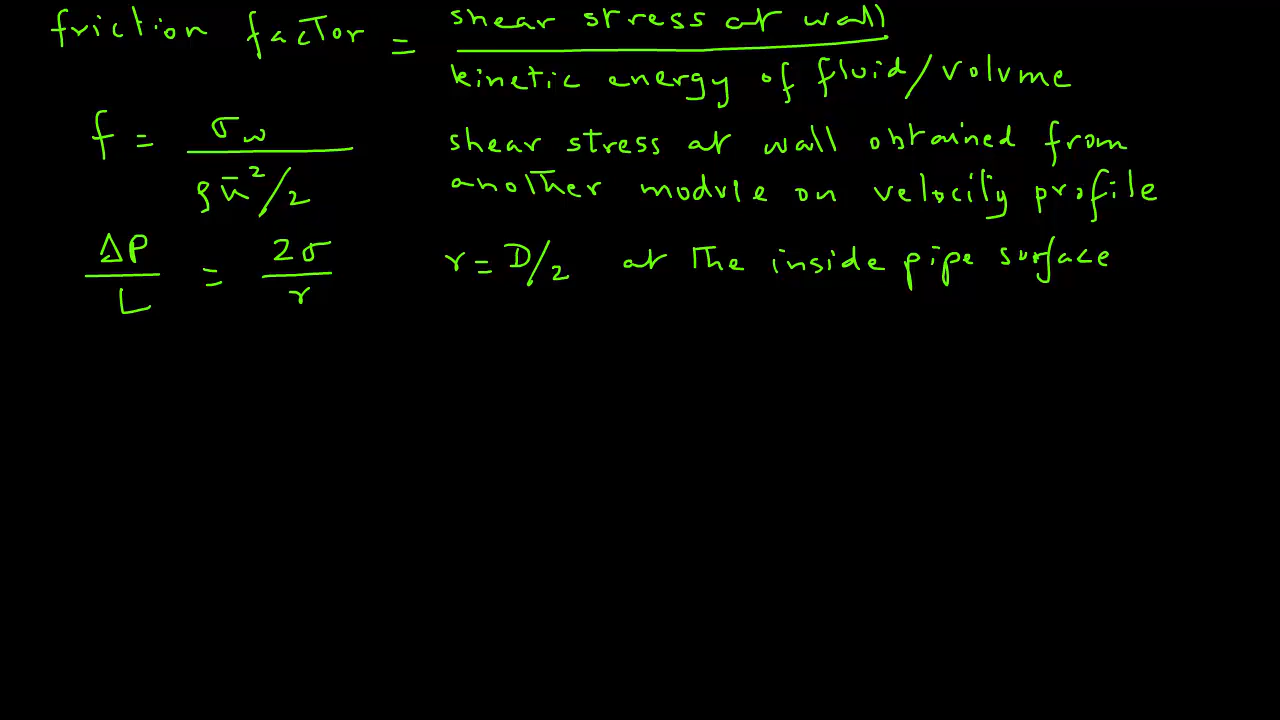 friction factor = shear stress at wall / kinetic energy of fluid/volume
f = σw / ρū²/2
shear stress at wall obtained from
another module on velocity profile
ΔP/L = 2σ/r
r = D/2 at the inside pipe surface